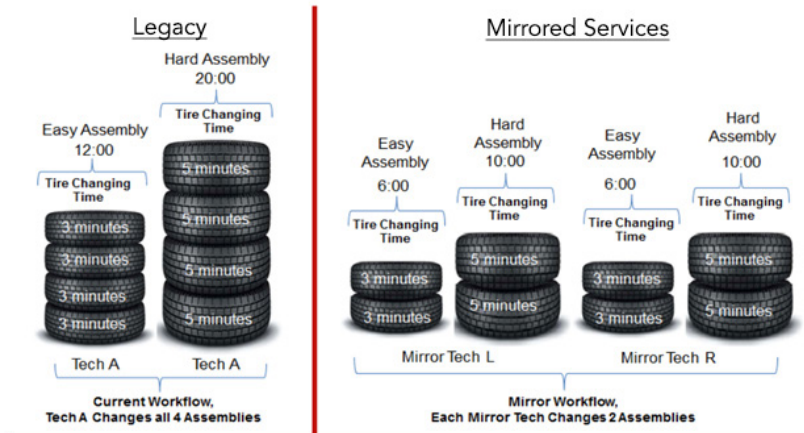 Legacy
Easy Assembly
12:00
Tire Changing
Time
3 minutes
3 minutes
3 minutes
3 minutes
Tech A
Hard Assembly
20:00
Tire Changing
Time
5 minutes
5 minutes
5 minutes
5 minutes
Tech A
Current Workflow,
Tech A Changes all 4 Assemblies
Mirrored Services
Easy
Assembly
6:00
Tire Changing
Time
3 minutes
3 minutes
Hard
Assembly
10:00
Tire Changing
Time
5 minutes
5 minutes
Mirror Tech L
Easy
Assembly
6:00
Tire Changing
Time
3 minutes
3 minutes
Hard
Assembly
10:00
Tire Changing
Time
5 minutes
5 minutes
Mirror Tech R
Mirror Workflow,
Each Mirror Tech Changes 2 Assemblies